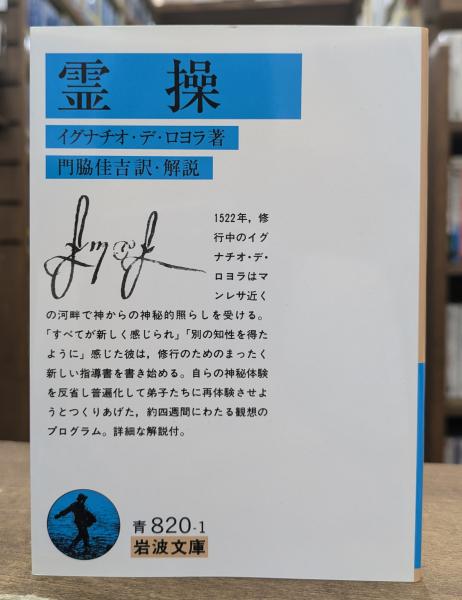 霊操
イグナチオ・デ・ロヨラ著
門脇佳吉訳・解説
1522年，修
行中のイグ
ナチオ・デ・
ロヨラはマ
ンレサ近く
の河畔で神からの神秘的照らしを受ける。
「すべてが新しく感じられ」「別の知性を得た
ように」感じた彼は，修行のためのまったく
新しい指導書を書き始める。自らの神秘体験
を反省し普遍化して弟子たちに再体験させよ
うとつくりあげた，約四週間にわたる観想の
プログラム。詳細な解説付。
青820-1
岩波文庫